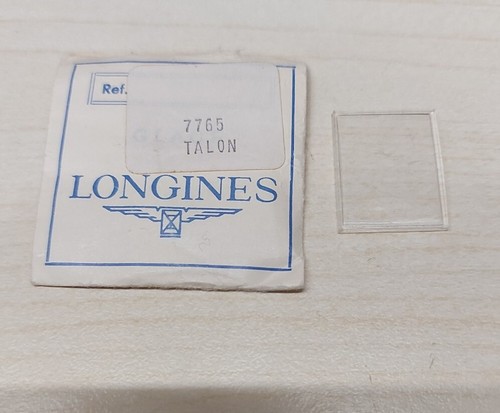 Ref.
7765
TALON
LONGINES